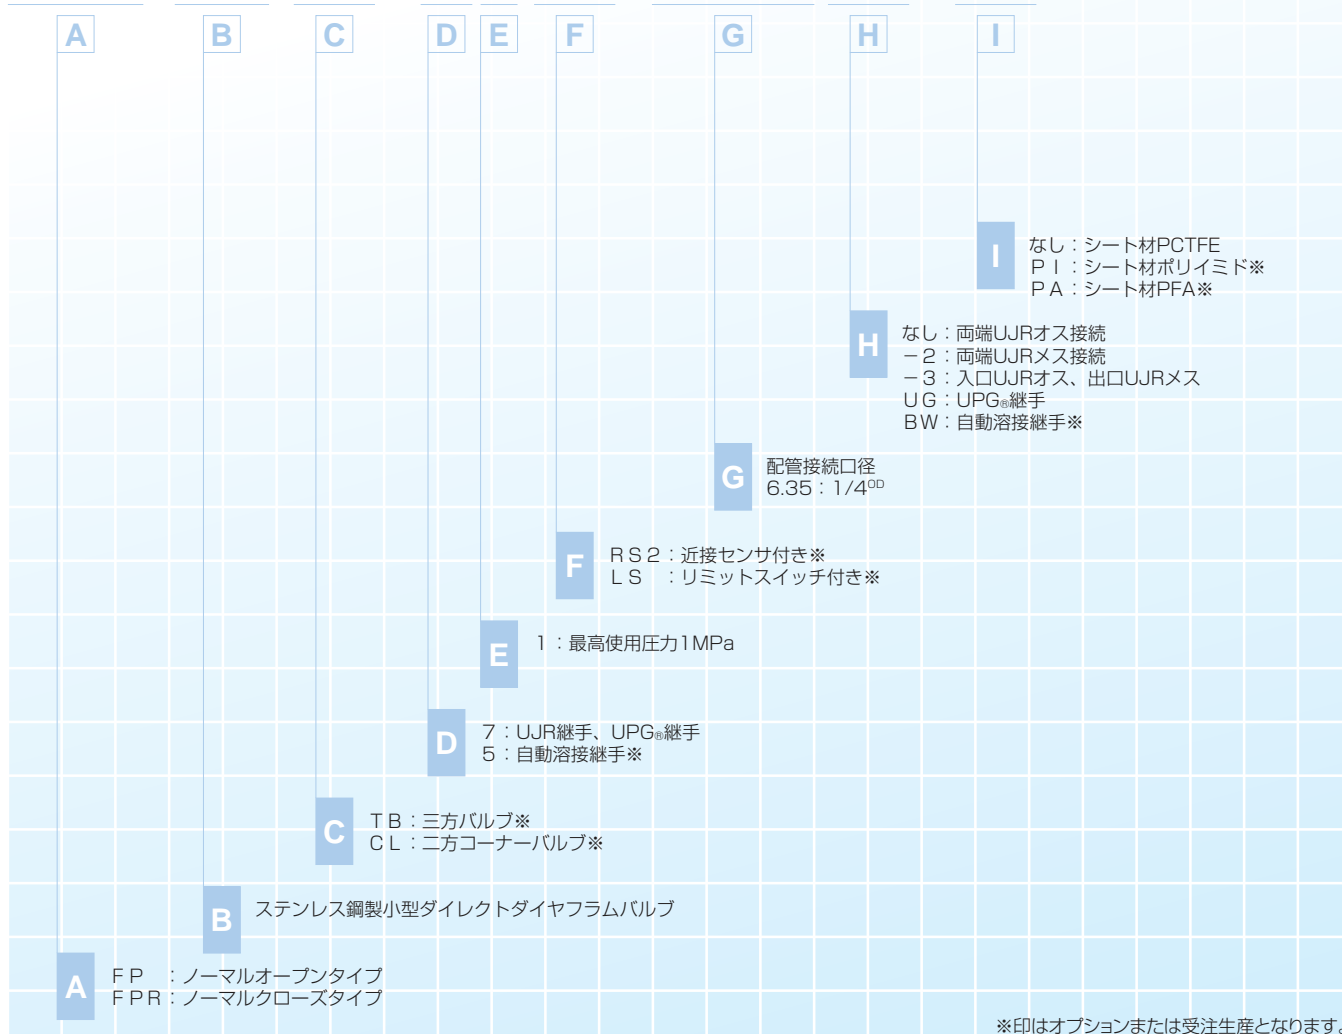 A B C D E F G H I
I
なし：シート材PCTFE
ＰＩ：シート材ポリイミド※
ＰＡ：シート材PFA※
H
なし：両端UJRオス接続
－２：両端UJRメス接続
－３：入口UJRオス、出口UJRメス
ＵＧ：UPG®継手
ＢＷ：自動溶接継手※
G
配管接続口径
6.35：1/4OD
F
ＲＳ２：近接センサ付き※
ＬＳ　：リミットスイッチ付き※
E
１：最高使用圧力1MPa
D
７：UJR継手、UPG®継手
５：自動溶接継手※
C
ＴＢ：三方バルブ※
ＣＬ：二方コーナーバルブ※
B
ステンレス鋼製小型ダイレクトダイヤフラムバルブ
A
ＦＰ　：ノーマルオープンタイプ
ＦＰＲ：ノーマルクローズタイプ
※印はオプションまたは受注生産となります。